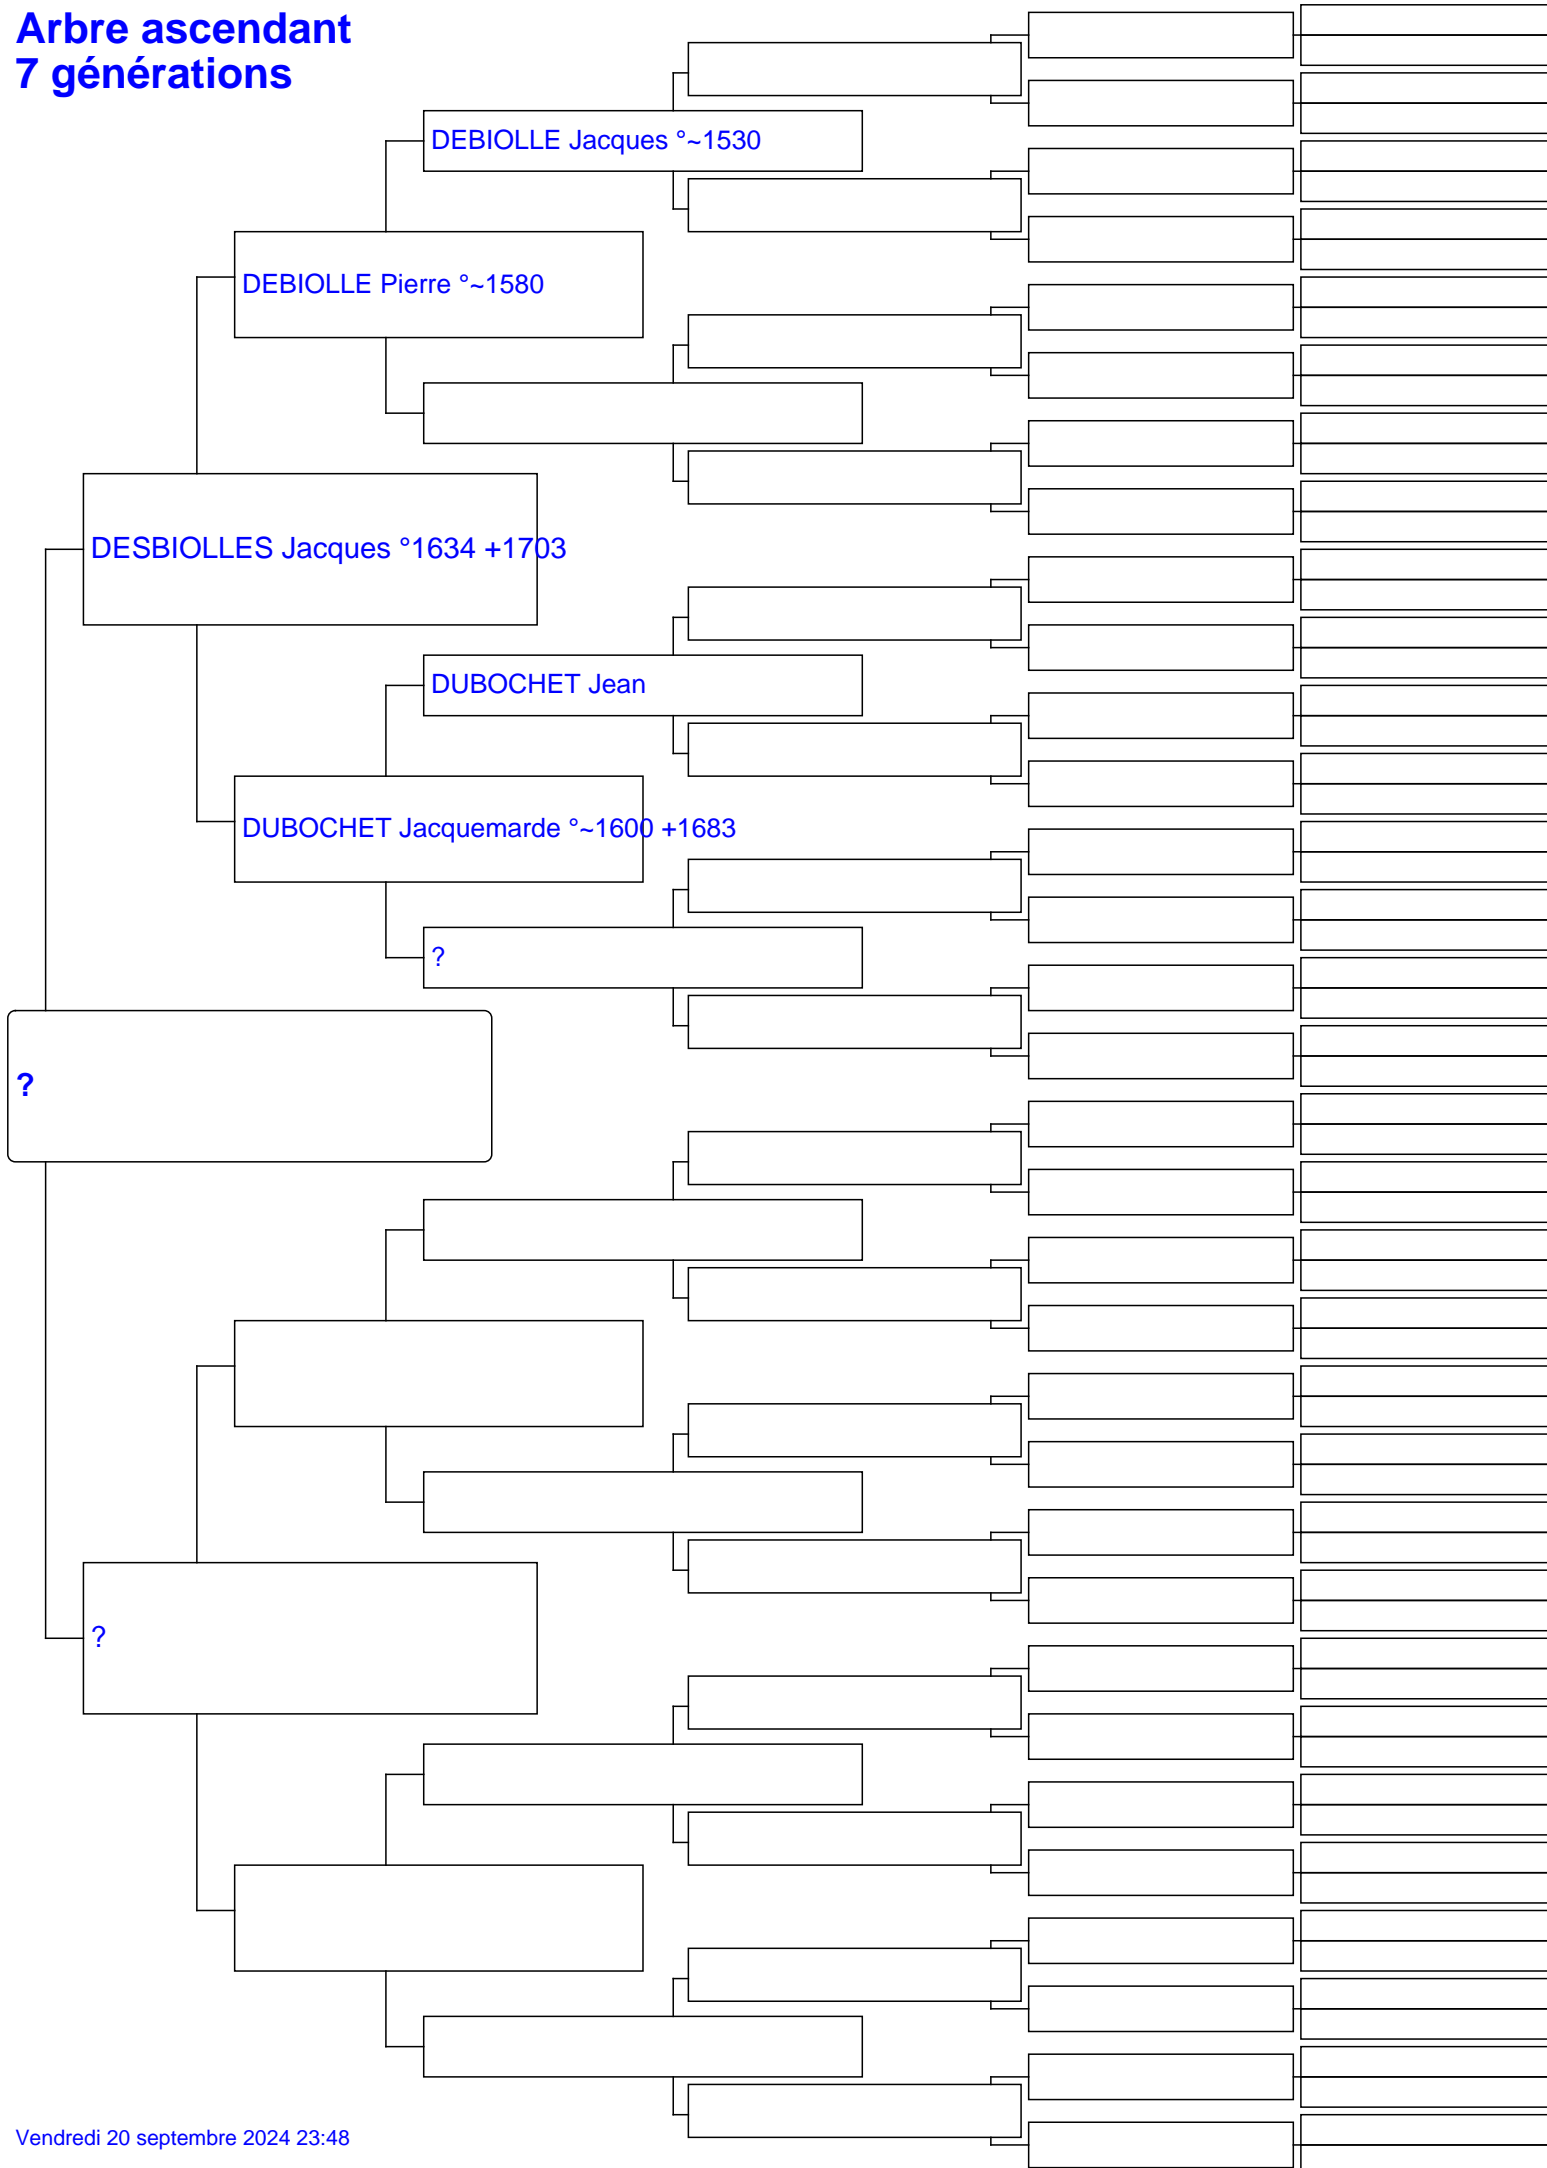 Arbre ascendant
7 générations
DEBIOLLE Jacques °~1530
DEBIOLLE Pierre °~1580
DESBIOLLES Jacques °1634 +1703
DUBOCHET Jean
DUBOCHET Jacquemarde °~1600 +1683
?
?
?
Vendredi 20 septembre 2024 23:48